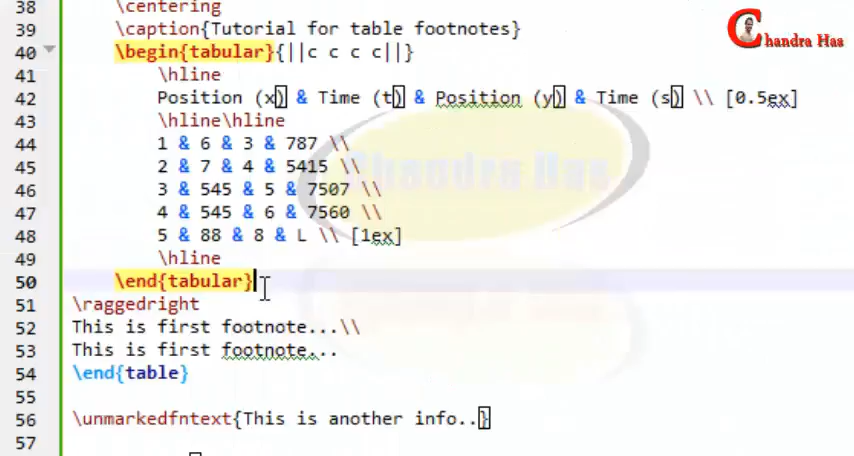 38 \centering
39 \caption{Tutorial for table footnotes}
40 \begin{tabular}{||c c c c||}
41 \hline
42 Position (x) & Time (t) & Position (y) & Time (s) \\ [0.5ex]
43 \hline\hline
44 1 & 6 & 3 & 787 \\
45 2 & 7 & 4 & 5415 \\
46 3 & 545 & 5 & 7507 \\
47 4 & 545 & 6 & 7560 \\
48 5 & 88 & 8 & L \\ [1ex]
49 \hline
50 \end{tabular}
51 \raggedright
52 This is first footnote...\\
53 This is first footnote...
54 \end{table}
55
56 \unmarkedfntext{This is another info..}
57
Chandra Has
Chandra Has